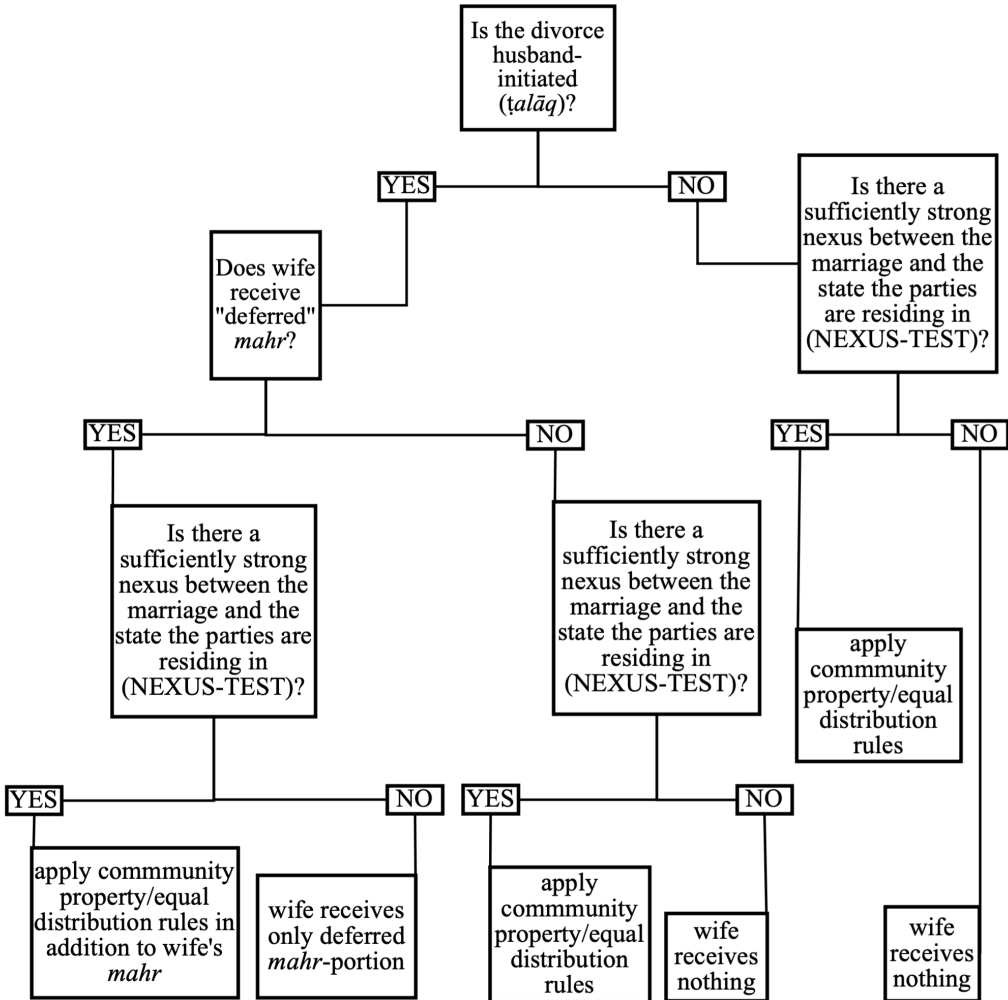 Is the divorce
husband-
initiated
(ṭalāq)?
YES
NO
Is there a
sufficiently strong
nexus between the
marriage and the
state the parties
are residing in
(NEXUS-TEST)?
Does wife
receive
"deferred"
mahr?
YES
NO
YES
NO
Is there a
sufficiently strong
nexus between the
marriage and the
state the parties are
residing in
(NEXUS-TEST)?
Is there a
sufficiently strong
nexus between the
marriage and the
state the parties are
residing in
(NEXUS-TEST)?
apply
commmunity
property/equal
distribution
rules
YES
NO
YES
NO
apply commmunity
property/equal
distribution rules in
addition to wife's
mahr
wife receives
only deferred
mahr-portion
apply
commmunity
property/equal
distribution
rules
wife
receives
nothing
wife
receives
nothing